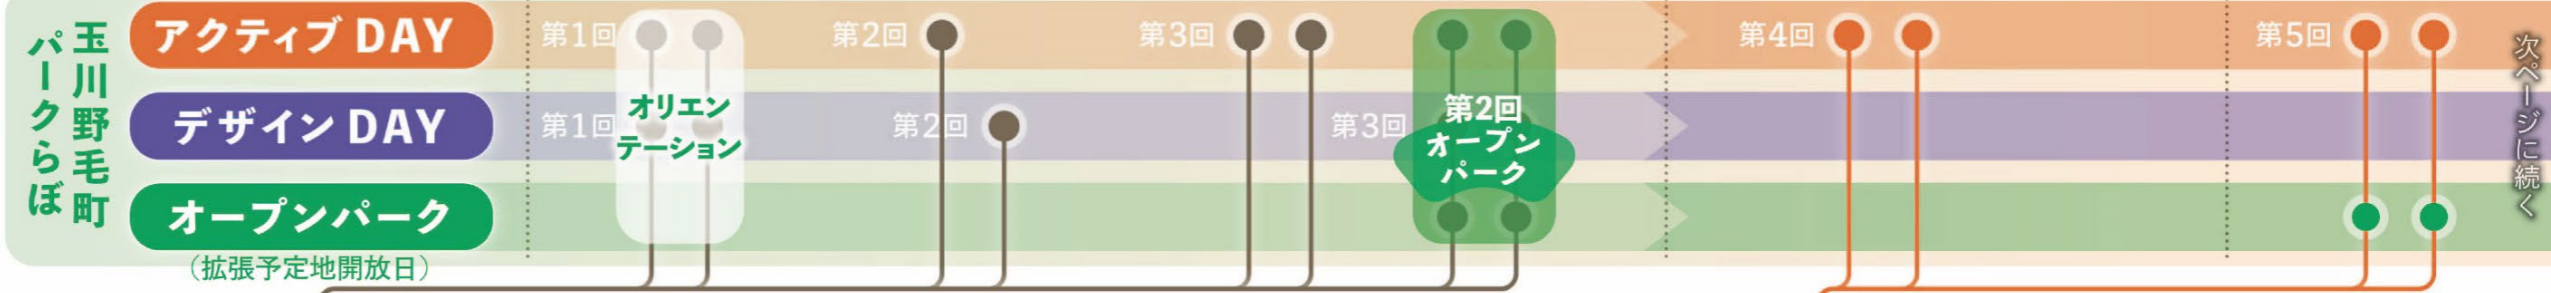 玉川野毛町
パークらぼ
アクティブ DAY
第1回
第2回
第3回
第4回
第5回
デザイン DAY
第1回
オリエン
テーション
第2回
第3回
第2回
オープン
パーク
オープンパーク
（拡張予定地開放日）
次ページに続く